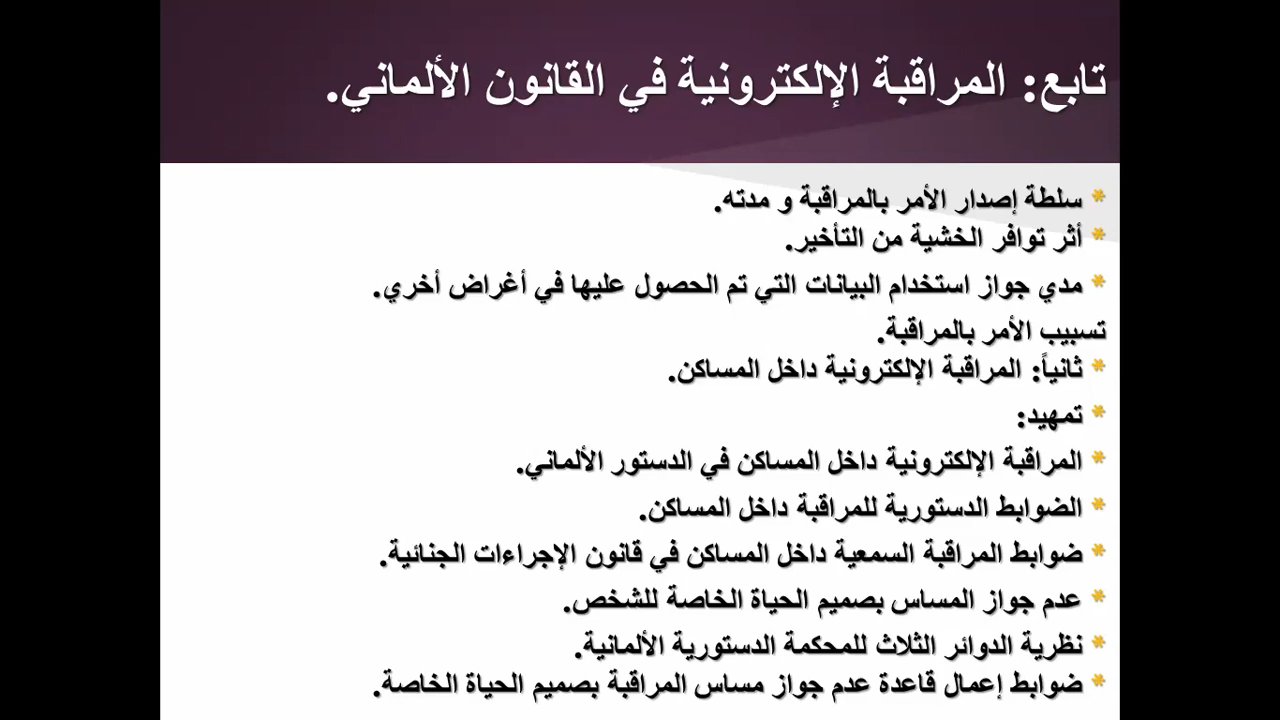 تابع: المراقبة الإلكترونية في القانون الألماني.
* سلطة إصدار الأمر بالمراقبة و مدته.
* أثر توافر الخشية من التأخير.
* مدي جواز استخدام البيانات التي تم الحصول عليها في أغراض أخري.
تسبيب الأمر بالمراقبة.
* ثانياً: المراقبة الإلكترونية داخل المساكن.
* تمهيد:
* المراقبة الإلكترونية داخل المساكن في الدستور الألماني.
* الضوابط الدستورية للمراقبة داخل المساكن.
* ضوابط المراقبة السمعية داخل المساكن في قانون الإجراءات الجنائية.
* عدم جواز المساس بصميم الحياة الخاصة للشخص.
* نظرية الدوائر الثلاث للمحكمة الدستورية الألمانية.
* ضوابط إعمال قاعدة عدم جواز مساس المراقبة بصميم الحياة الخاصة.